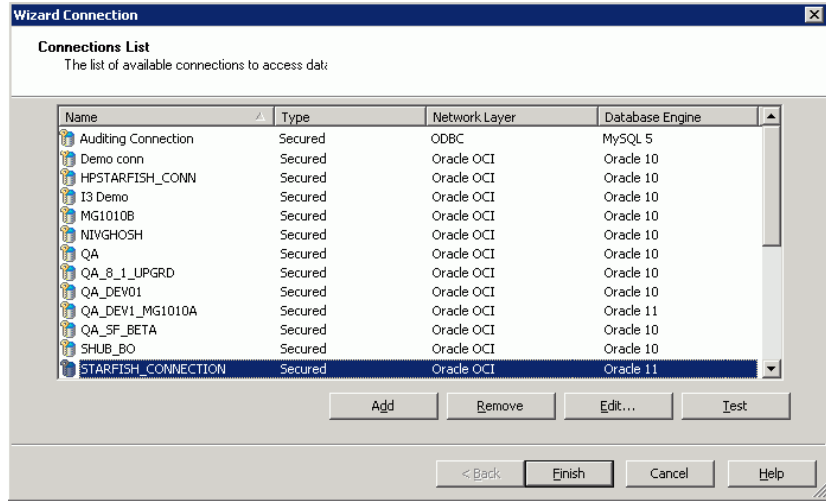 Wizard Connection
Connections List
The list of available connections to access data
Name Type Network Layer Database Engine
Auditing Connection Secured ODBC MySQL 5
Demo conn Secured Oracle OCI Oracle 10
HPSTARFISH_CONN Secured Oracle OCI Oracle 10
I3 Demo Secured Oracle OCI Oracle 10
MG1010B Secured Oracle OCI Oracle 10
NIVGHOSH Secured Oracle OCI Oracle 10
QA Secured Oracle OCI Oracle 10
QA_8_1_UPGRD Secured Oracle OCI Oracle 10
QA_DEV01 Secured Oracle OCI Oracle 10
QA_DEV1_MG1010A Secured Oracle OCI Oracle 11
QA_SF_BETA Secured Oracle OCI Oracle 10
SHUB_BO Secured Oracle OCI Oracle 10
STARFISH_CONNECTION Secured Oracle OCI Oracle 11
Add Remove Edit... Test
< Back Finish Cancel Help